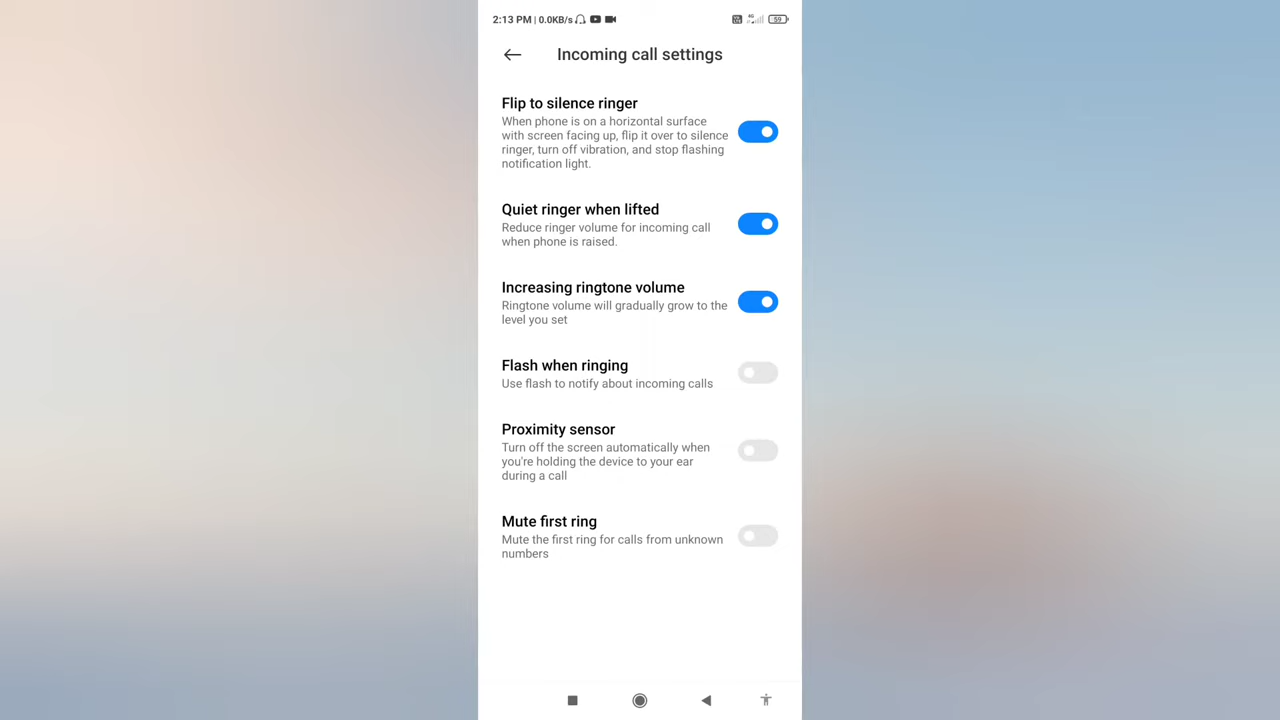 2:13 PM | 0.0KB/s 4G 59
Incoming call settings
Flip to silence ringer
When phone is on a horizontal surface
with screen facing up, flip it over to silence
ringer, turn off vibration, and stop flashing
notification light.
Quiet ringer when lifted
Reduce ringer volume for incoming call
when phone is raised.
Increasing ringtone volume
Ringtone volume will gradually grow to the
level you set
Flash when ringing
Use flash to notify about incoming calls
Proximity sensor
Turn off the screen automatically when
you're holding the device to your ear
during a call
Mute first ring
Mute the first ring for calls from unknown
numbers